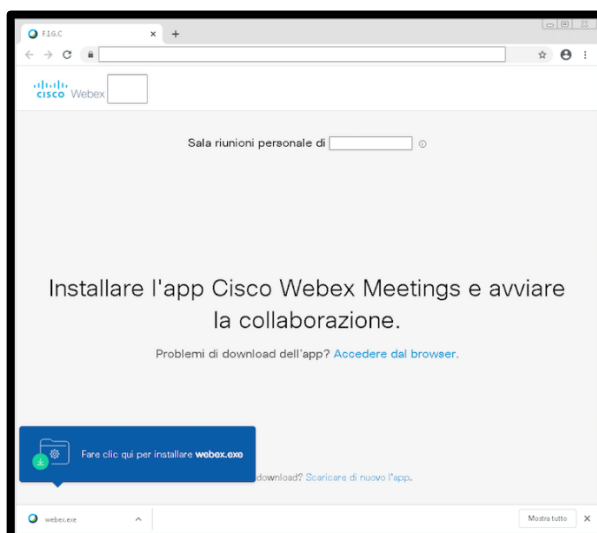 F.I.G.C
CISCO Webex
Sala riunioni personale di
Installare l'app Cisco Webex Meetings e avviare
la collaborazione.
Problemi di download dell'app? Accedere dal browser.
Fare clic qui per installare webex.exe
download? Scaricare di nuovo l'app.
webex.exe
Mostra tutto